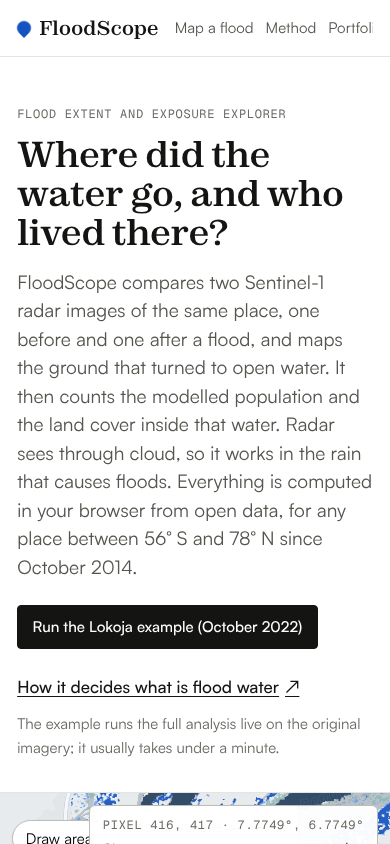 FloodScope Map a flood Method Portfoli
FLOOD EXTENT AND EXPOSURE EXPLORER
Where did the
water go, and who
lived there?
FloodScope compares two Sentinel-1
radar images of the same place, one
before and one after a flood, and maps
the ground that turned to open water. It
then counts the modelled population and
the land cover inside that water. Radar
sees through cloud, so it works in the rain
that causes floods. Everything is computed
in your browser from open data, for any
place between 56° S and 78° N since
October 2014.
Run the Lokoja example (October 2022)
How it decides what is flood water ↗
The example runs the full analysis live on the original
imagery; it usually takes under a minute.
PIXEL 416, 417 · 7.7749°, 6.7749°
Draw area